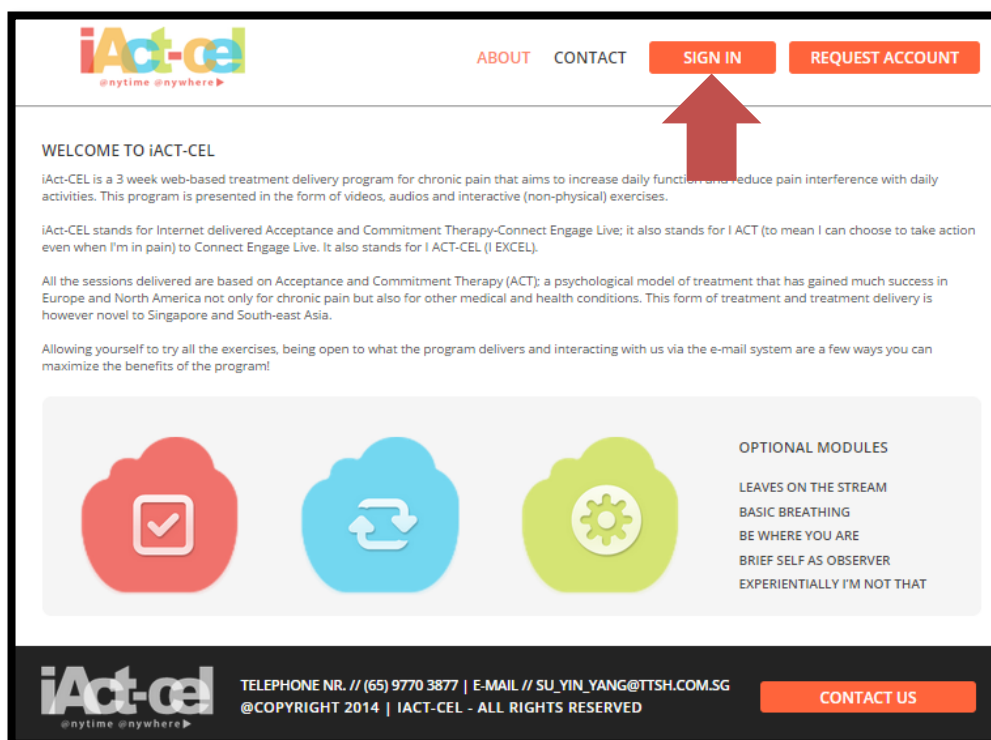 iAct-cel
@nytime @nywhere
ABOUT CONTACT SIGN IN REQUEST ACCOUNT
WELCOME TO iACT-CEL
iAct-CEL is a 3 week web-based treatment delivery program for chronic pain that aims to increase daily function and reduce pain interference with daily
activities. This program is presented in the form of videos, audios and interactive (non-physical) exercises.
iAct-CEL stands for Internet delivered Acceptance and Commitment Therapy-Connect Engage Live; it also stands for I ACT (to mean I can choose to take action
even when I'm in pain) to Connect Engage Live. It also stands for I ACT-CEL (I EXCEL).
All the sessions delivered are based on Acceptance and Commitment Therapy (ACT); a psychological model of treatment that has gained much success in
Europe and North America not only for chronic pain but also for other medical and health conditions. This form of treatment and treatment delivery is
however novel to Singapore and South-east Asia.
Allowing yourself to try all the exercises, being open to what the program delivers and interacting with us via the e-mail system are a few ways you can
maximize the benefits of the program!
OPTIONAL MODULES
LEAVES ON THE STREAM
BASIC BREATHING
BE WHERE YOU ARE
BRIEF SELF AS OBSERVER
EXPERIENTIALLY I'M NOT THAT
iAct-cel
@nytime @nywhere
TELEPHONE NR. // (65) 9770 3877 | E-MAIL // SU_YIN_YANG@TTSH.COM.SG
@COPYRIGHT 2014 | IACT-CEL - ALL RIGHTS RESERVED
CONTACT US